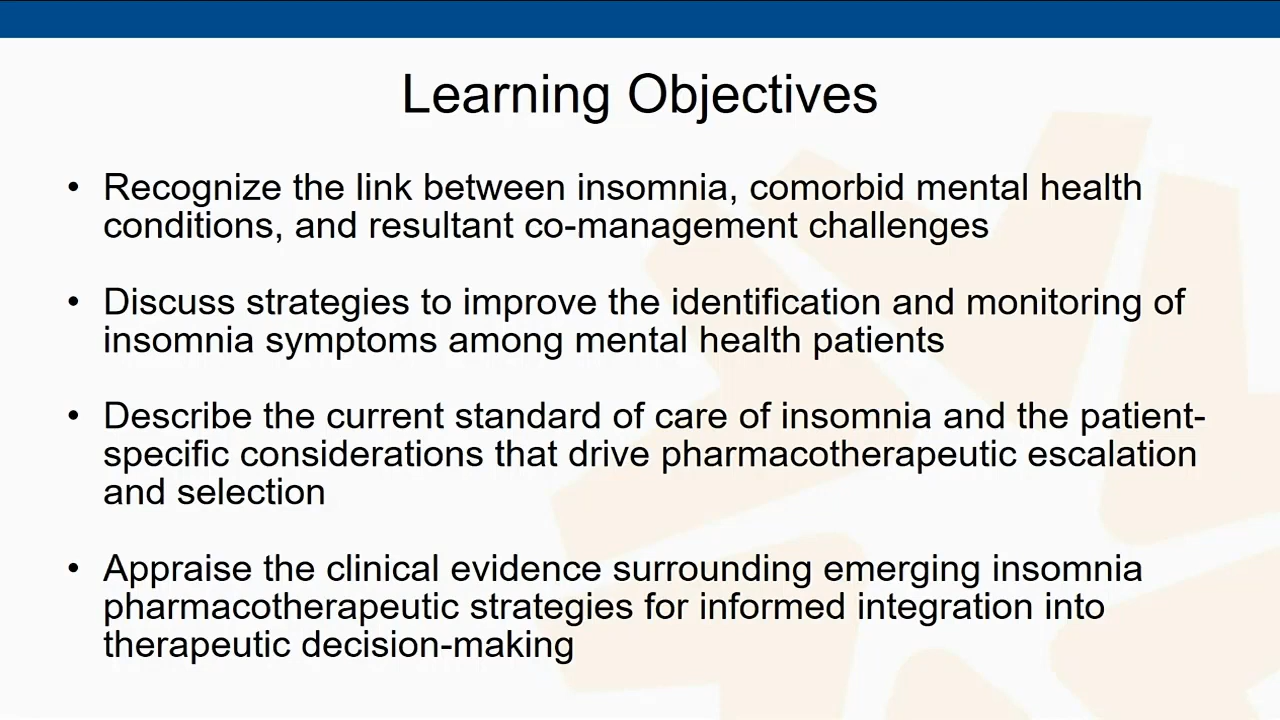 Learning Objectives
• Recognize the link between insomnia, comorbid mental health
conditions, and resultant co-management challenges
• Discuss strategies to improve the identification and monitoring of
insomnia symptoms among mental health patients
• Describe the current standard of care of insomnia and the patient-
specific considerations that drive pharmacotherapeutic escalation
and selection
• Appraise the clinical evidence surrounding emerging insomnia
pharmacotherapeutic strategies for informed integration into
therapeutic decision-making